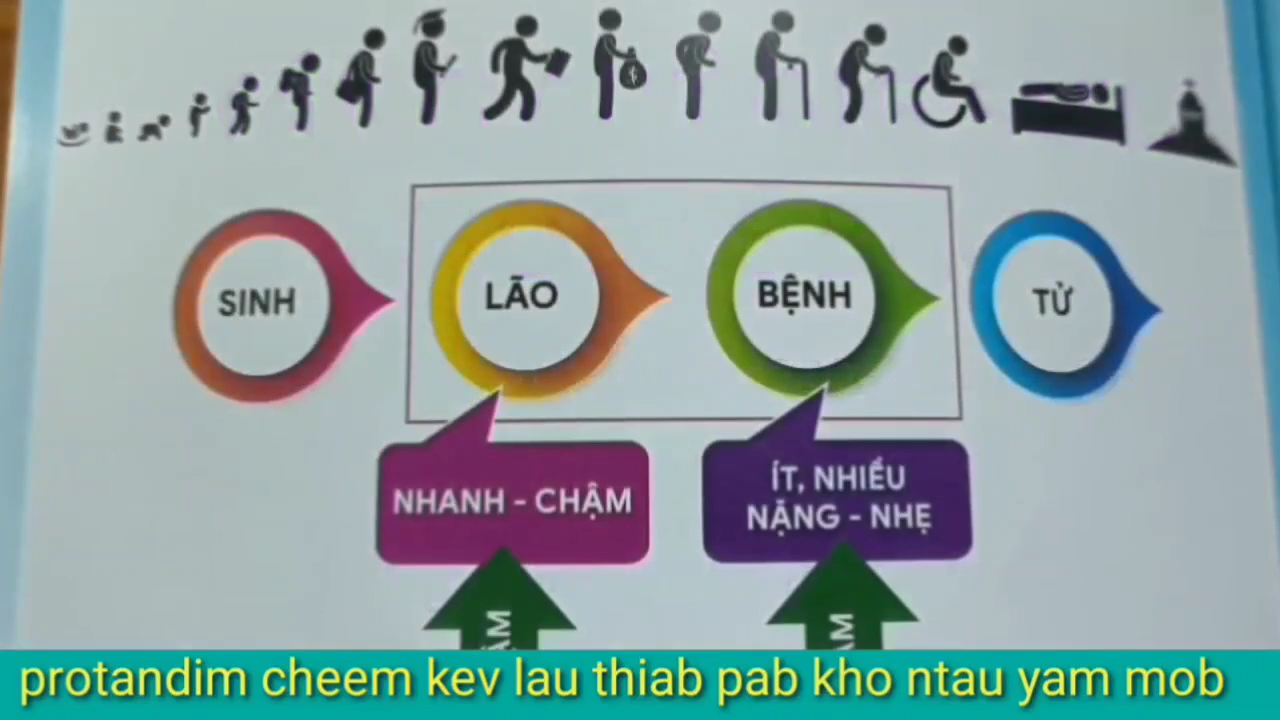 SINH
LÃO
BỆNH
TỬ
NHANH - CHẬM
ÍT, NHIỀU
NẶNG - NHẸ
protandim cheem kev lau thiab pab kho ntau yam mob